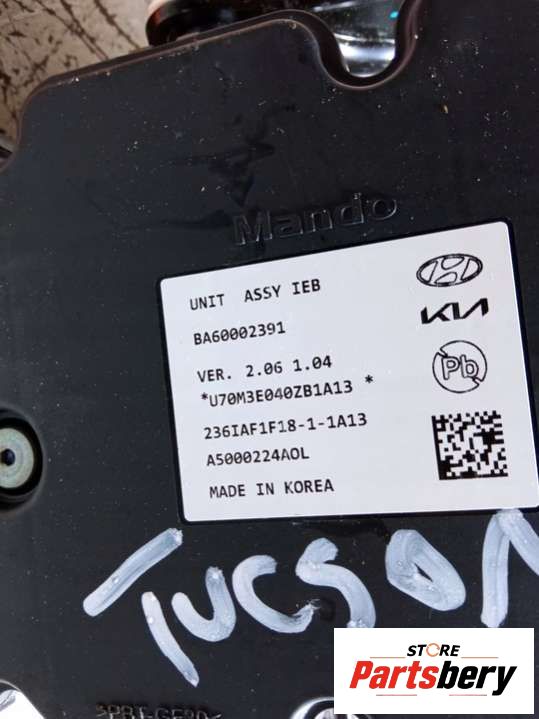 Mando
UNIT ASSY IEB
KIA
BA60002391
VER. 2.06 1.04
*U70M3E040ZB1A13 *
Pb
236IAF1F18-1-1A13
A5000224AOL
MADE IN KOREA
TUCSON
STORE
Partsbery